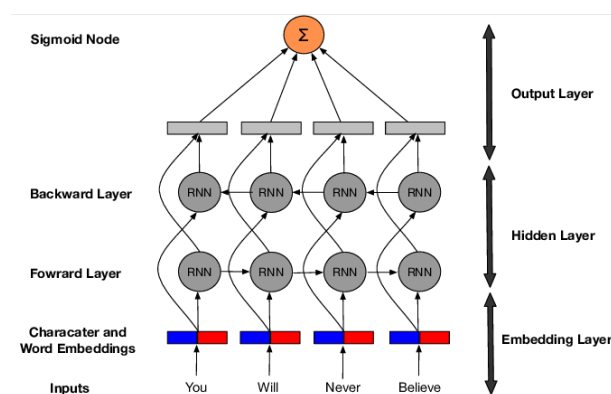 Sigmoid Node
Σ
Output Layer
Backward Layer
RNN RNN RNN RNN
Hidden Layer
Fowrard Layer
RNN RNN RNN RNN
Characater and
Word Embeddings
Embedding Layer
Inputs
You Will Never Believe